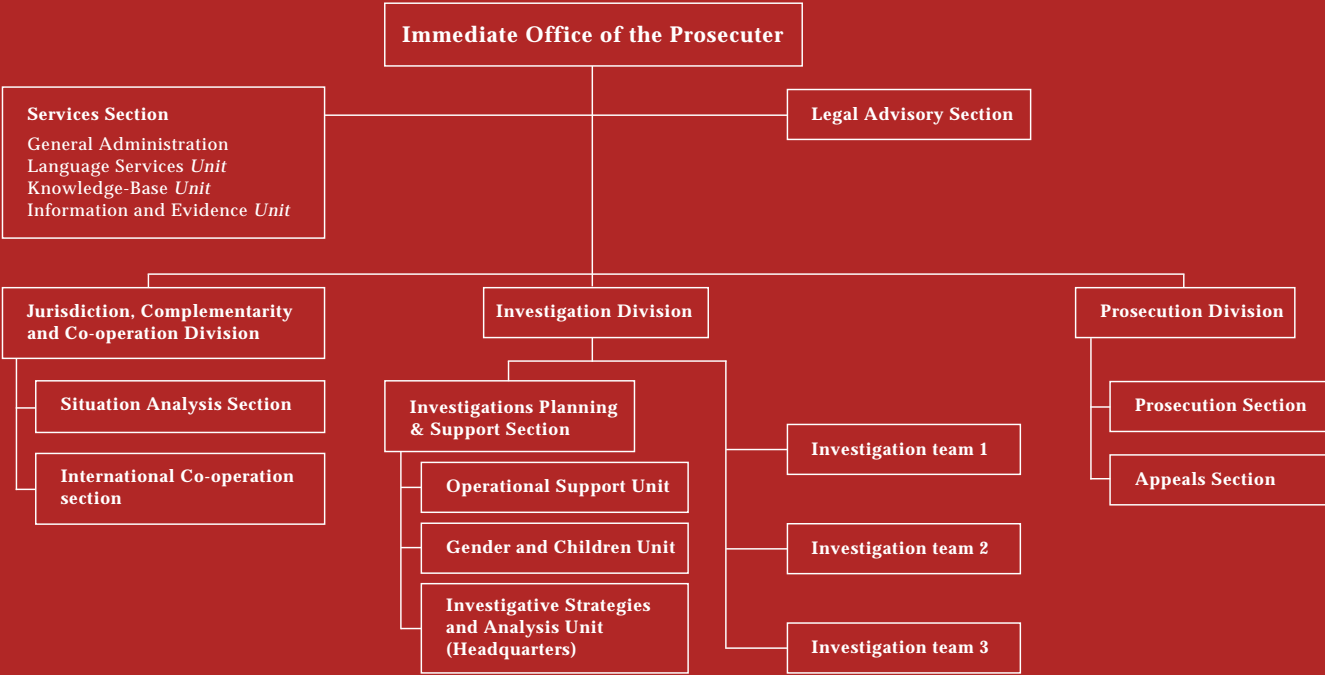 Immediate Office of the Prosecuter
Services Section
General Administration
Language Services Unit
Knowledge-Base Unit
Information and Evidence Unit
Legal Advisory Section
Jurisdiction, Complementarity
and Co-operation Division
Situation Analysis Section
International Co-operation
section
Investigation Division
Investigations Planning
& Support Section
Operational Support Unit
Gender and Children Unit
Investigative Strategies
and Analysis Unit
(Headquarters)
Investigation team 1
Investigation team 2
Investigation team 3
Prosecution Division
Prosecution Section
Appeals Section